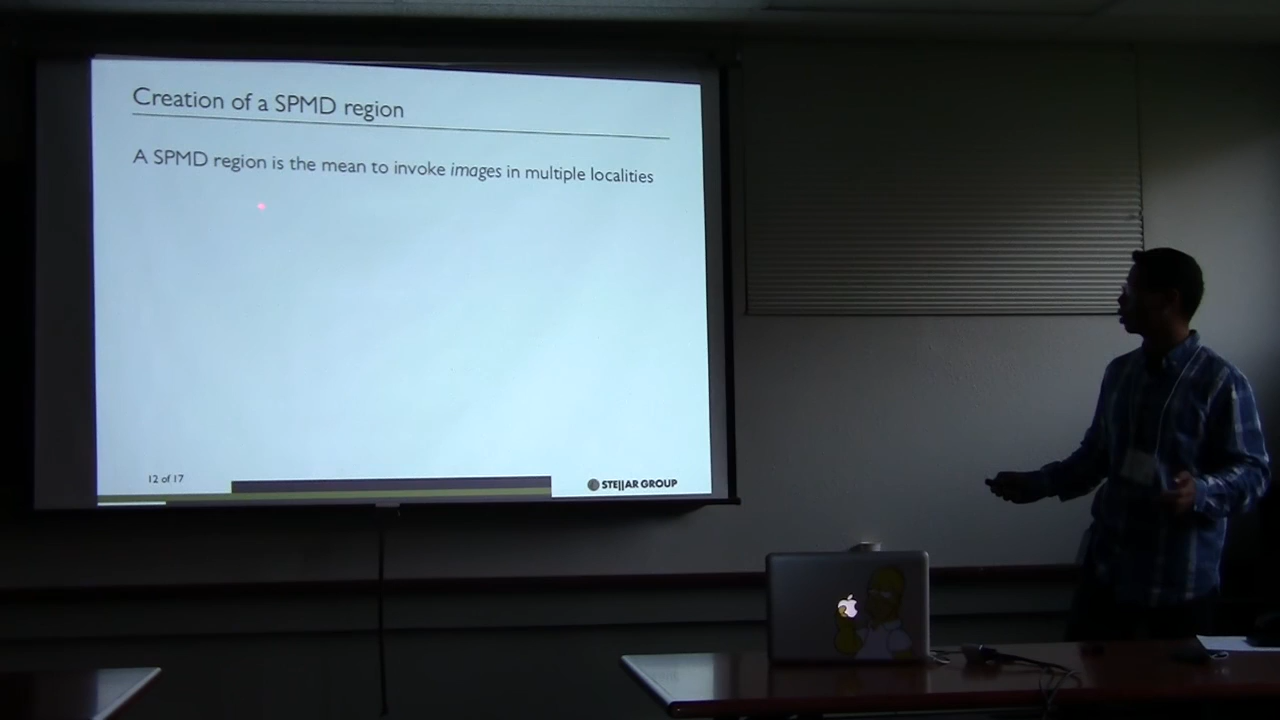 Creation of a SPMD region
A SPMD region is the mean to invoke images in multiple localities
12 of 17
STE||AR GROUP